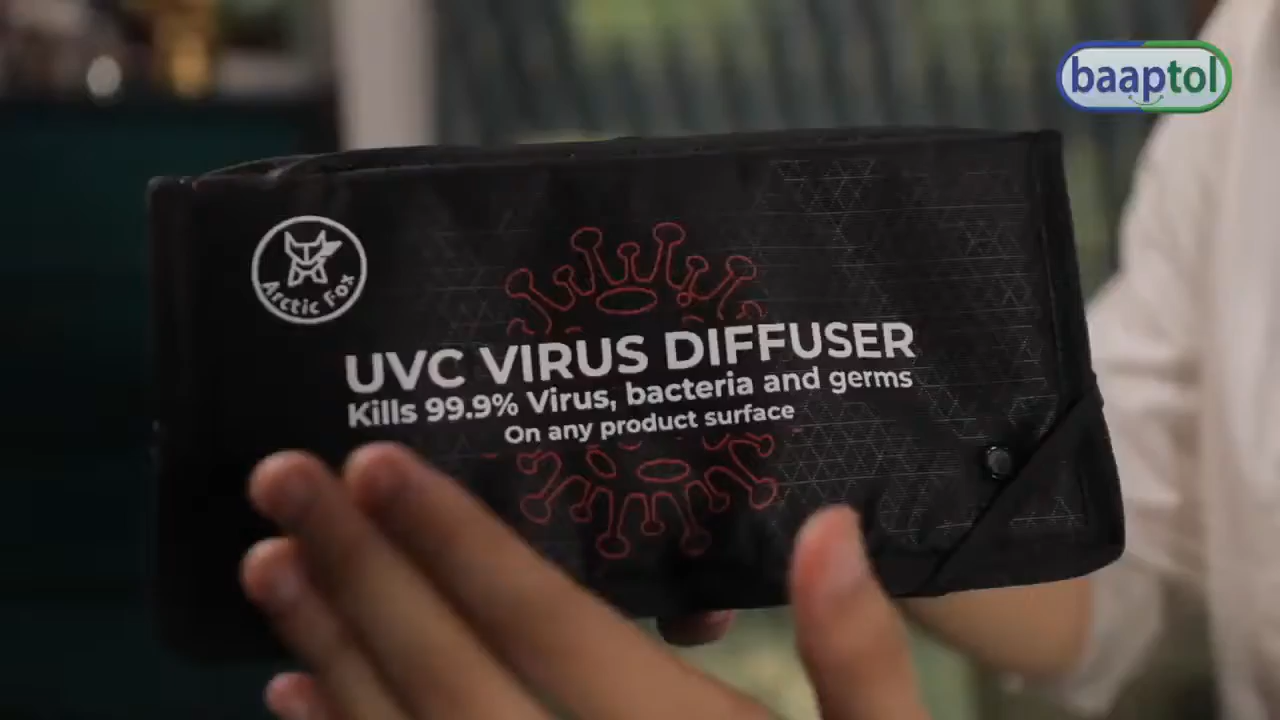 baaptol
Arctic Fox
UVC VIRUS DIFFUSER
Kills 99.9% Virus, bacteria and germs
On any product surface